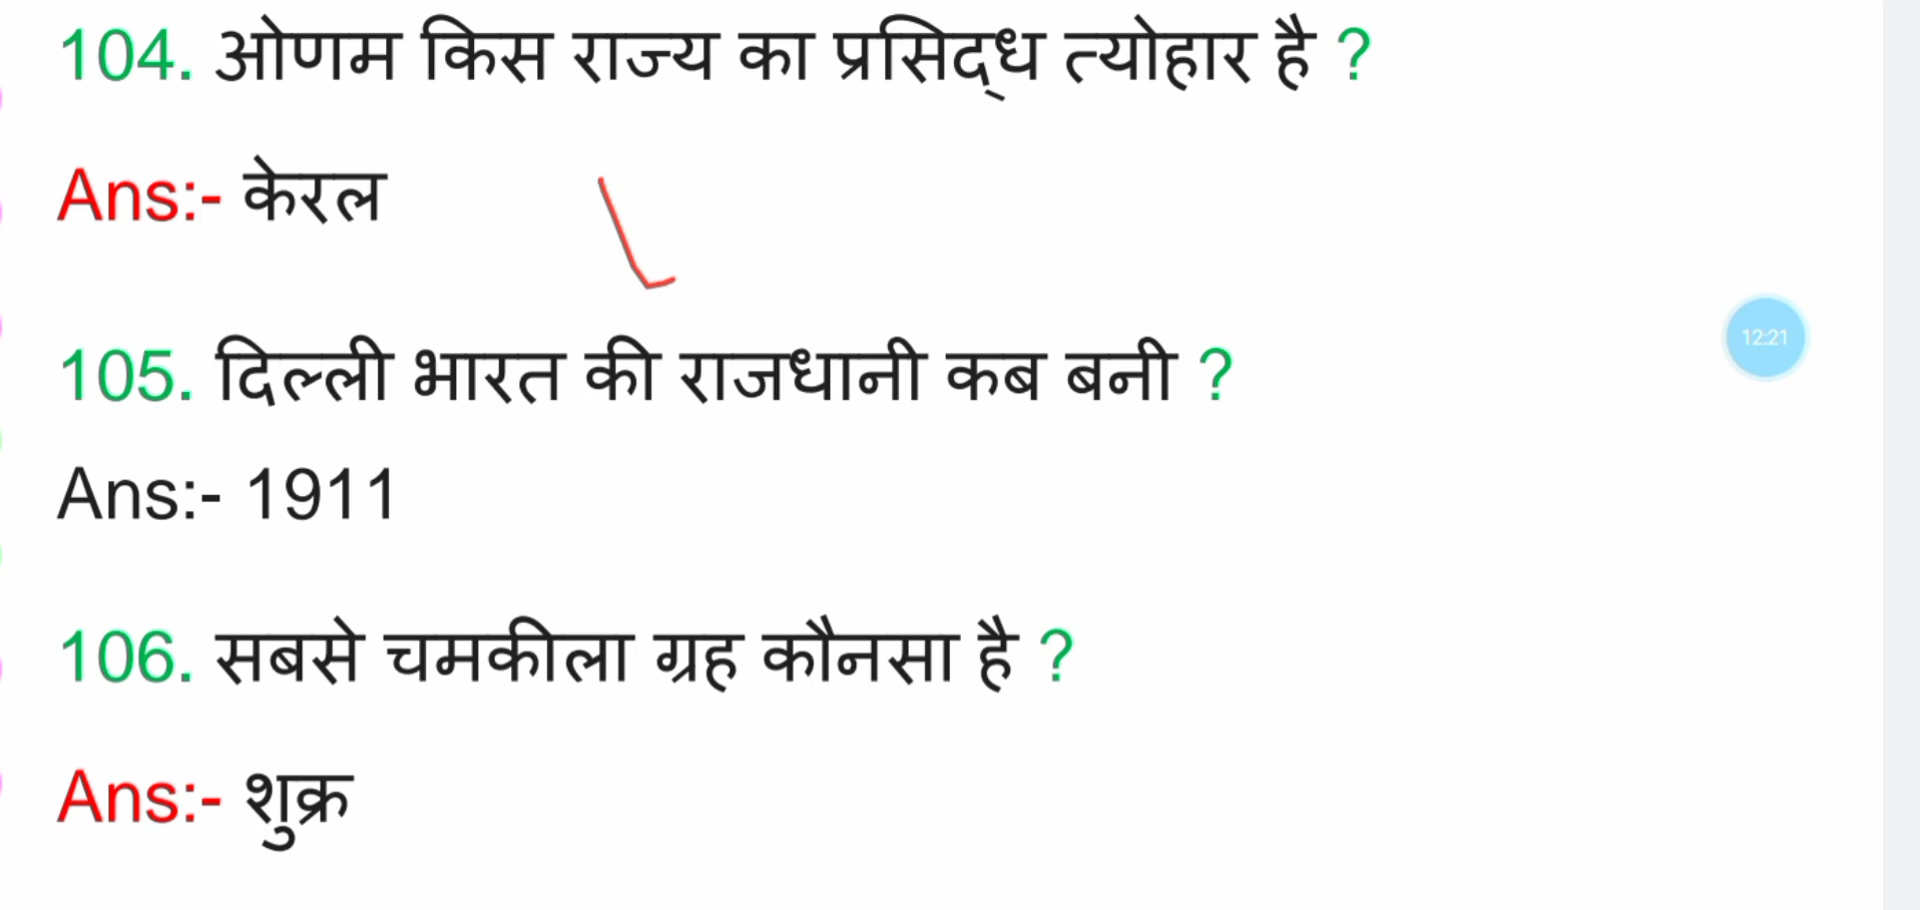 104. ओणम किस राज्य का प्रसिद्ध त्योहार है ?
Ans:- केरल
105. दिल्ली भारत की राजधानी कब बनी ?
12:21
Ans:- 1911
106. सबसे चमकीला ग्रह कौनसा है ?
Ans:- शुक्र